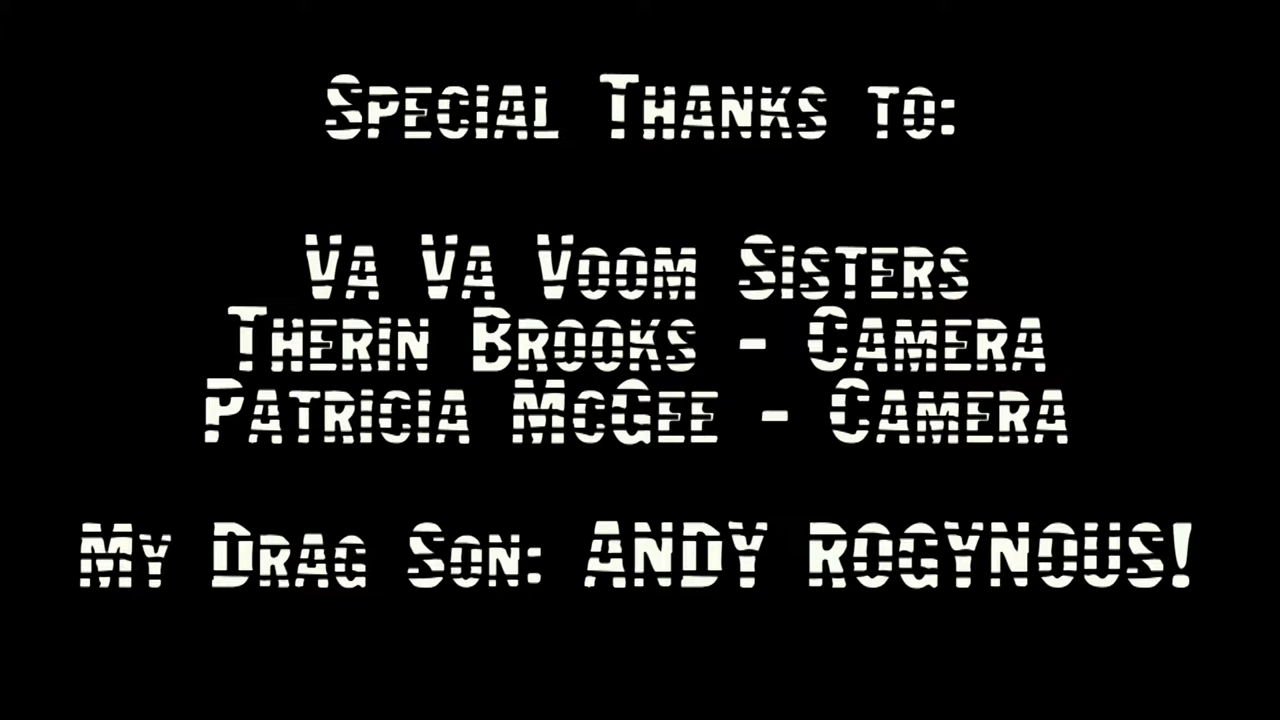 Special Thanks to:
Va Va Voom Sisters
Therin Brooks - Camera
Patricia McGee - Camera
My Drag Son: ANDY ROGYNOUS!